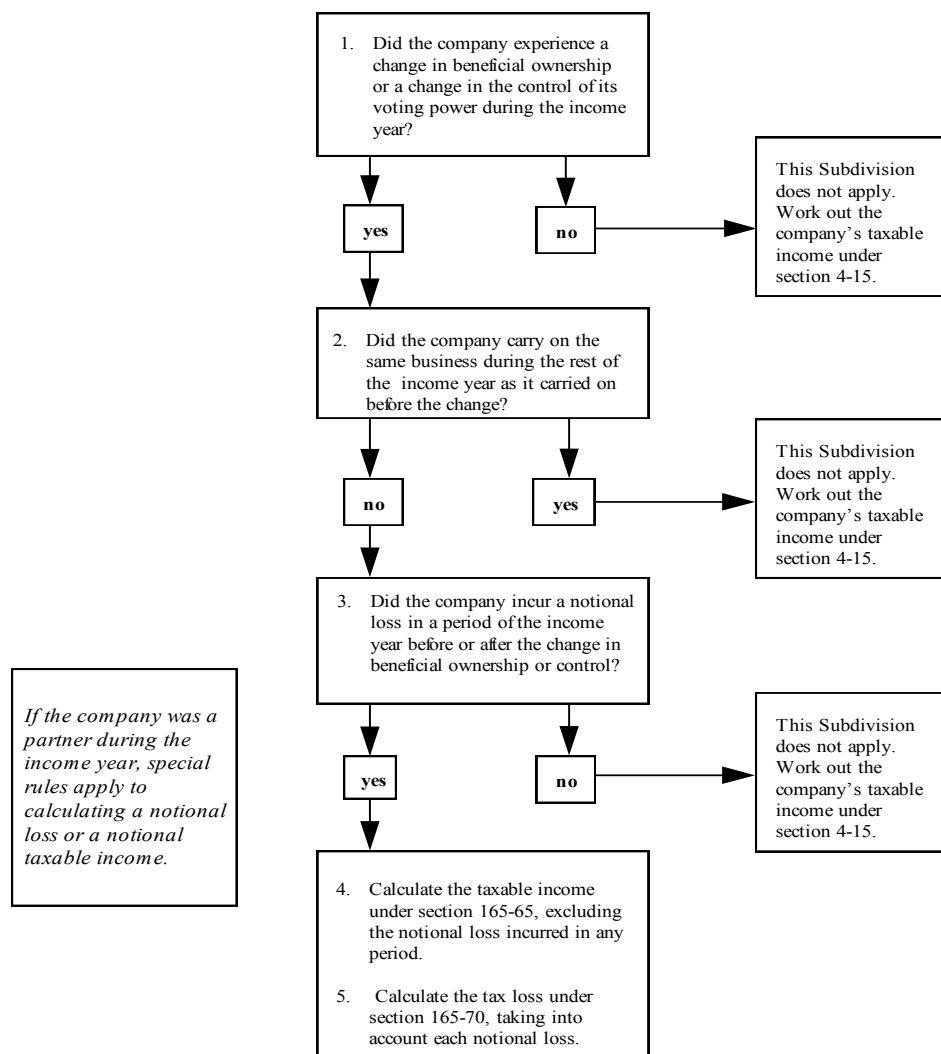 1. Did the company experience a
change in beneficial ownership
or a change in the control of its
voting power during the income
year?
This Subdivision
does not apply.
Work out the
company's taxable
income under
section 4-15.
yes
no
2. Did the company carry on the
same business during the rest of
the income year as it carried on
before the change?
This Subdivision
does not apply.
Work out the
company's taxable
income under
section 4-15.
no
yes
3. Did the company incur a notional
loss in a period of the income
year before or after the change in
beneficial ownership or control?
If the company was a
partner during the
income year, special
rules apply to
calculating a notional
loss or a notional
taxable income.
This Subdivision
does not apply.
Work out the
company's taxable
income under
section 4-15.
yes
no
4. Calculate the taxable income
under section 165-65, excluding
the notional loss incurred in any
period.
5. Calculate the tax loss under
section 165-70, taking into
account each notional loss.